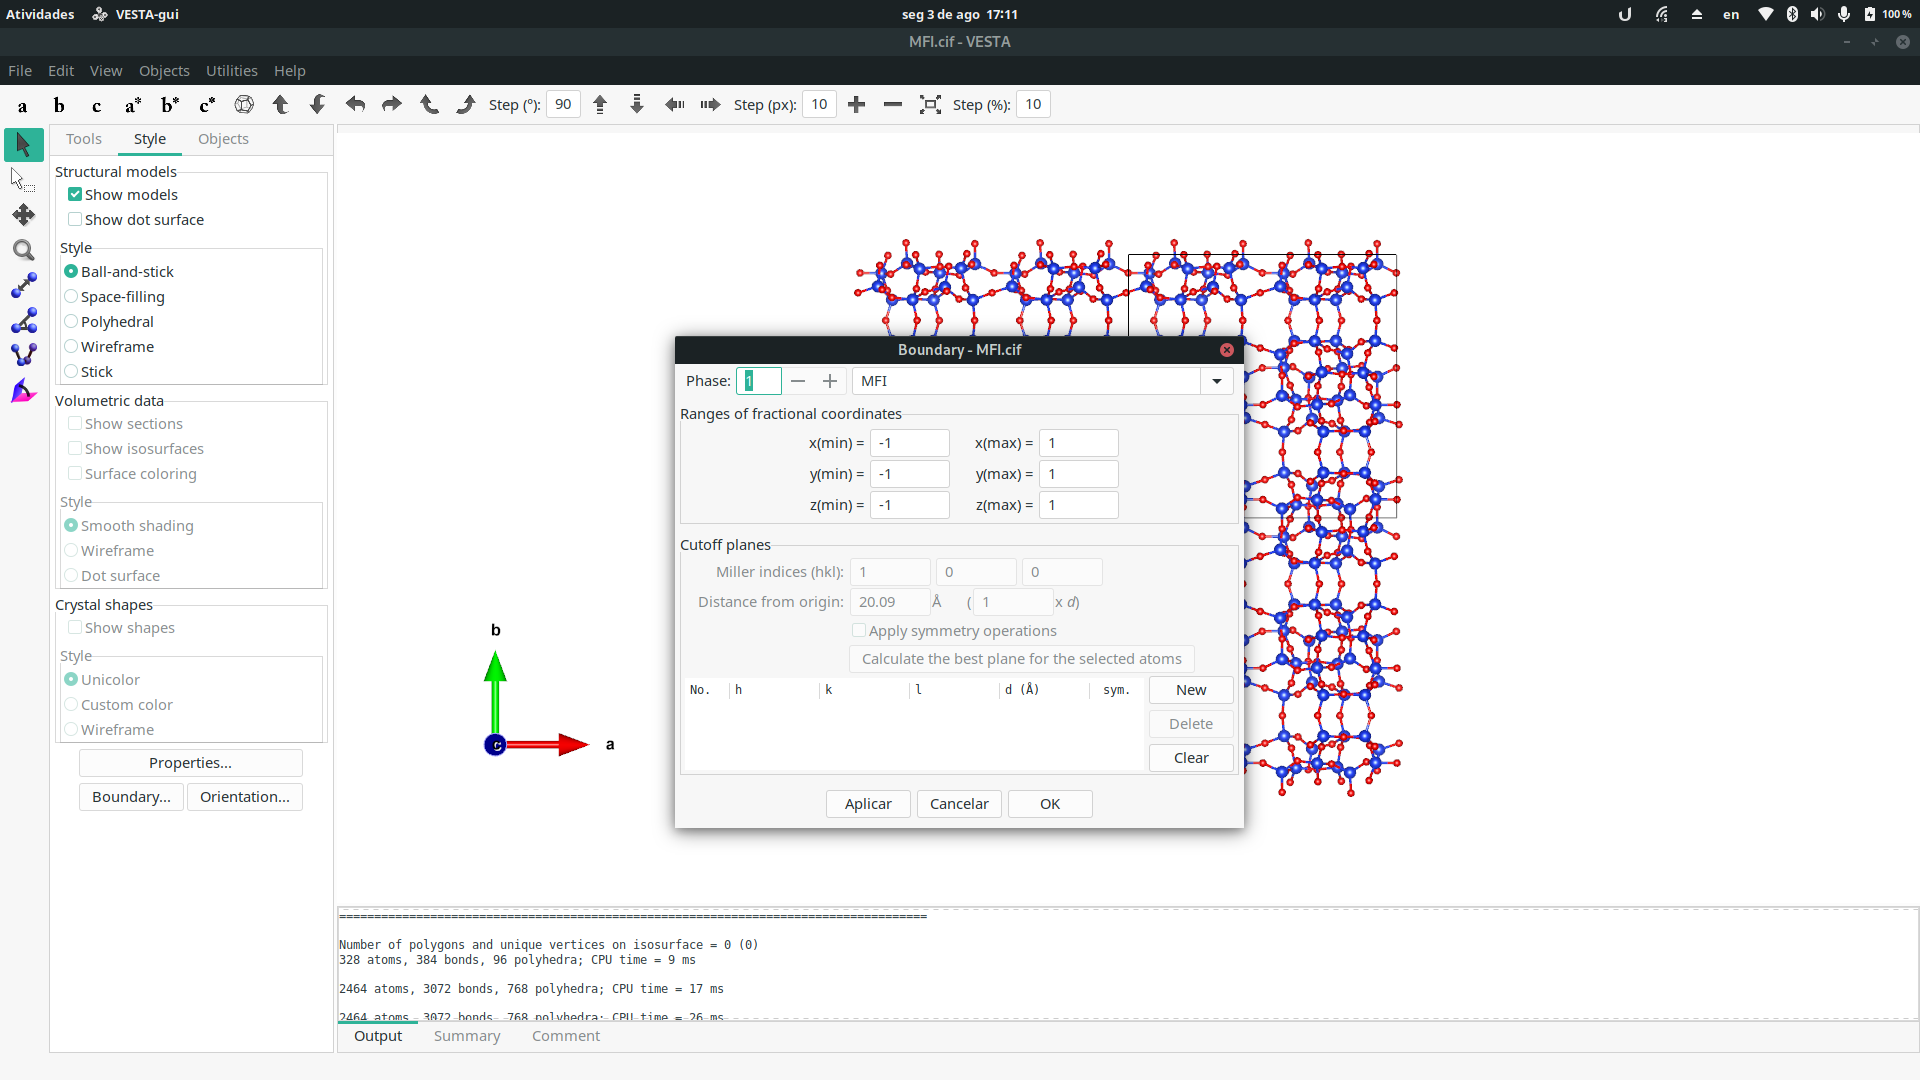 Atividades VESTA-gui seg 3 de ago 17:11 en 100 %
MFI.cif - VESTA
File Edit View Objects Utilities Help
a b c a* b* c* Step (º): 90 Step (px): 10 Step (%): 10
Tools Style Objects
Structural models
Show models
Show dot surface
Style
Ball-and-stick
Space-filling
Polyhedral
Wireframe
Stick
Volumetric data
Show sections
Show isosurfaces
Surface coloring
Style
Smooth shading
Wireframe
Dot surface
Crystal shapes
Show shapes
Style
Unicolor
Custom color
Wireframe
Properties...
Boundary... Orientation...
b
c a
Boundary - MFI.cif
Phase: 1 MFI
Ranges of fractional coordinates
x(min) = -1 x(max) = 1
y(min) = -1 y(max) = 1
z(min) = -1 z(max) = 1
Cutoff planes
Miller indices (hkl): 1 0 0
Distance from origin: 20.09 Å ( 1 x d)
Apply symmetry operations
Calculate the best plane for the selected atoms
No. h k l d (Å) sym.
New
Delete
Clear
Aplicar Cancelar OK
Number of polygons and unique vertices on isosurface = 0 (0)
328 atoms, 384 bonds, 96 polyhedra; CPU time = 9 ms
2464 atoms, 3072 bonds, 768 polyhedra; CPU time = 17 ms
2464 atoms, 3072 bonds, 768 polyhedra; CPU time = 26 ms
Output Summary Comment